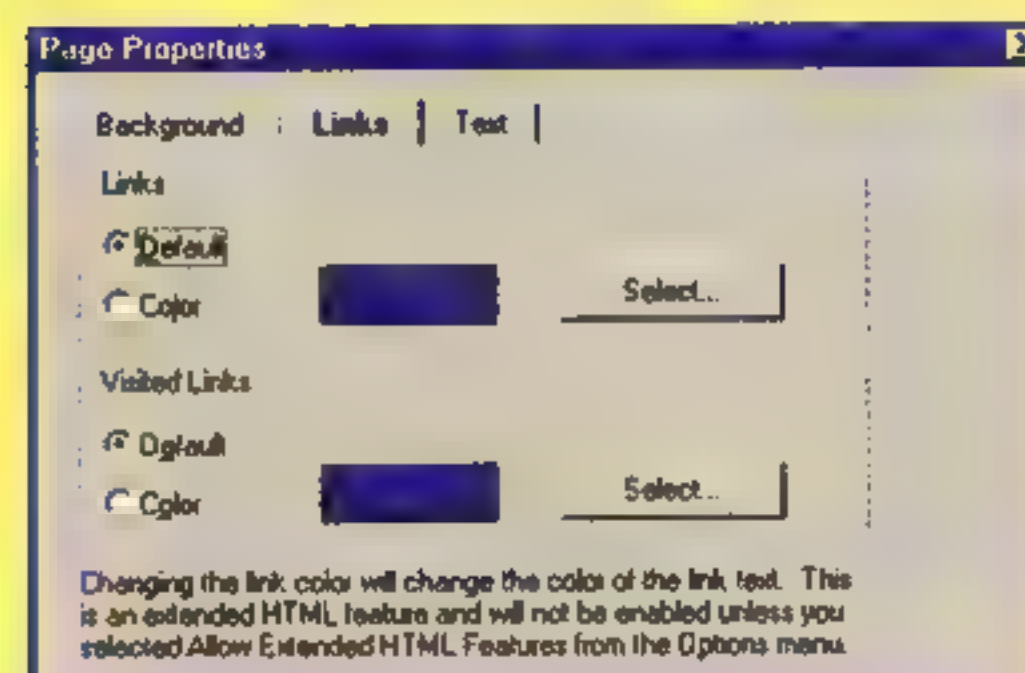 Page Properties
Background Links Text
Links
Default
Color
Select...
Visited Links
Default
Color
Select...
Changing the link color will change the color of the link text. This
is an extended HTML feature and will not be enabled unless you
selected Allow Extended HTML Features from the Options menu.